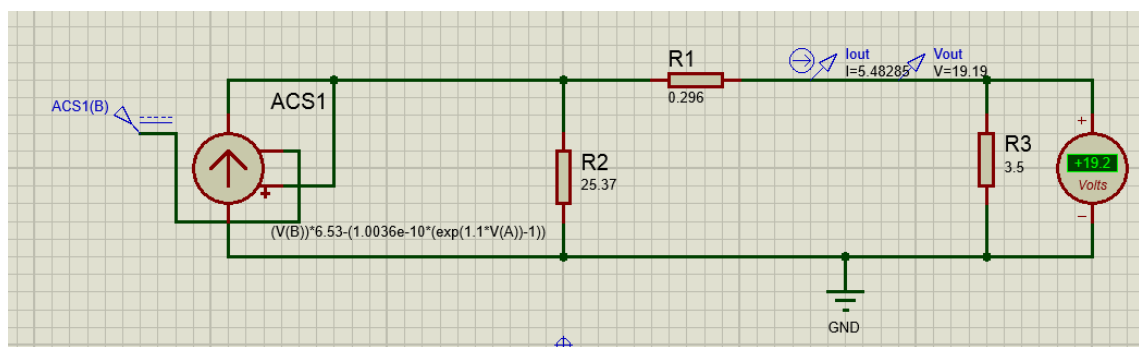 R1
0.296
Iout
I=5.48285
Vout
V=19.19
ACS1(B)
ACS1
+
R2
25.37
R3
3.5
+
+19.2
Volts
−
(V(B))*6.53-(1.0036e-10*(exp(1.1*V(A))-1))
GND